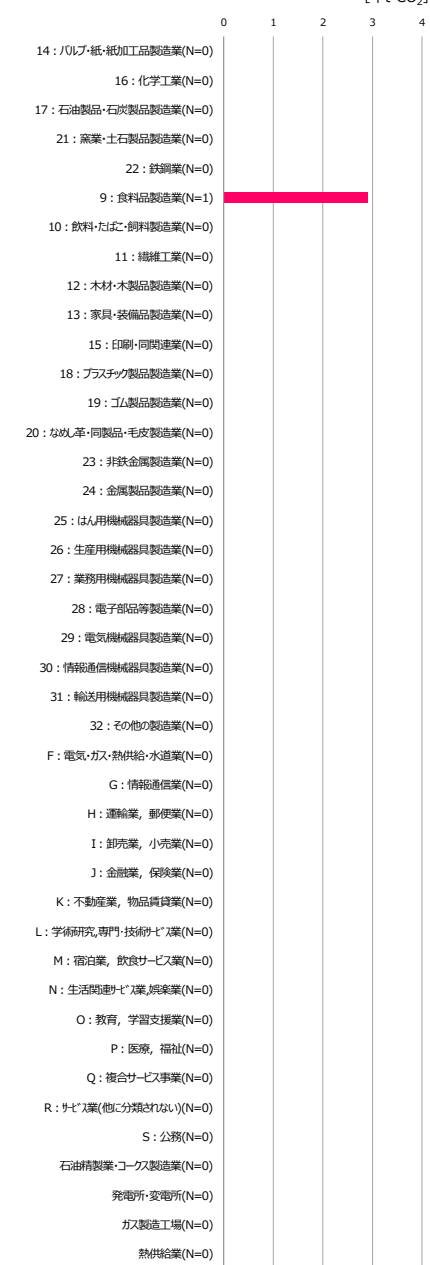 0 1 2 3 4
14：パルプ・紙・紙加工品製造業(N=0)
16：化学工業(N=0)
17：石油製品・石炭製品製造業(N=0)
21：窯業・土石製品製造業(N=0)
22：鉄鋼業(N=0)
9：食料品製造業(N=1)
10：飲料・たばこ・飼料製造業(N=0)
11：繊維工業(N=0)
12：木材・木製品製造業(N=0)
13：家具・装備品製造業(N=0)
15：印刷・同関連業(N=0)
18：プラスチック製品製造業(N=0)
19：ゴム製品製造業(N=0)
20：なめし革・同製品・毛皮製造業(N=0)
23：非鉄金属製造業(N=0)
24：金属製品製造業(N=0)
25：はん用機械器具製造業(N=0)
26：生産用機械器具製造業(N=0)
27：業務用機械器具製造業(N=0)
28：電子部品等製造業(N=0)
29：電気機械器具製造業(N=0)
30：情報通信機械器具製造業(N=0)
31：輸送用機械器具製造業(N=0)
32：その他の製造業(N=0)
F：電気・ガス・熱供給・水道業(N=0)
G：情報通信業(N=0)
H：運輸業，郵便業(N=0)
I：卸売業，小売業(N=0)
J：金融業，保険業(N=0)
K：不動産業，物品賃貸業(N=0)
L：学術研究,専門・技術ｻｰﾋﾞｽ業(N=0)
M：宿泊業，飲食サービス業(N=0)
N：生活関連ｻｰﾋﾞｽ業,娯楽業(N=0)
O：教育，学習支援業(N=0)
P：医療，福祉(N=0)
Q：複合サービス事業(N=0)
R：ｻｰﾋﾞｽ業(他に分類されない)(N=0)
S：公務(N=0)
石油精製業・コークス製造業(N=0)
発電所・変電所(N=0)
ガス製造工場(N=0)
熱供給業(N=0)